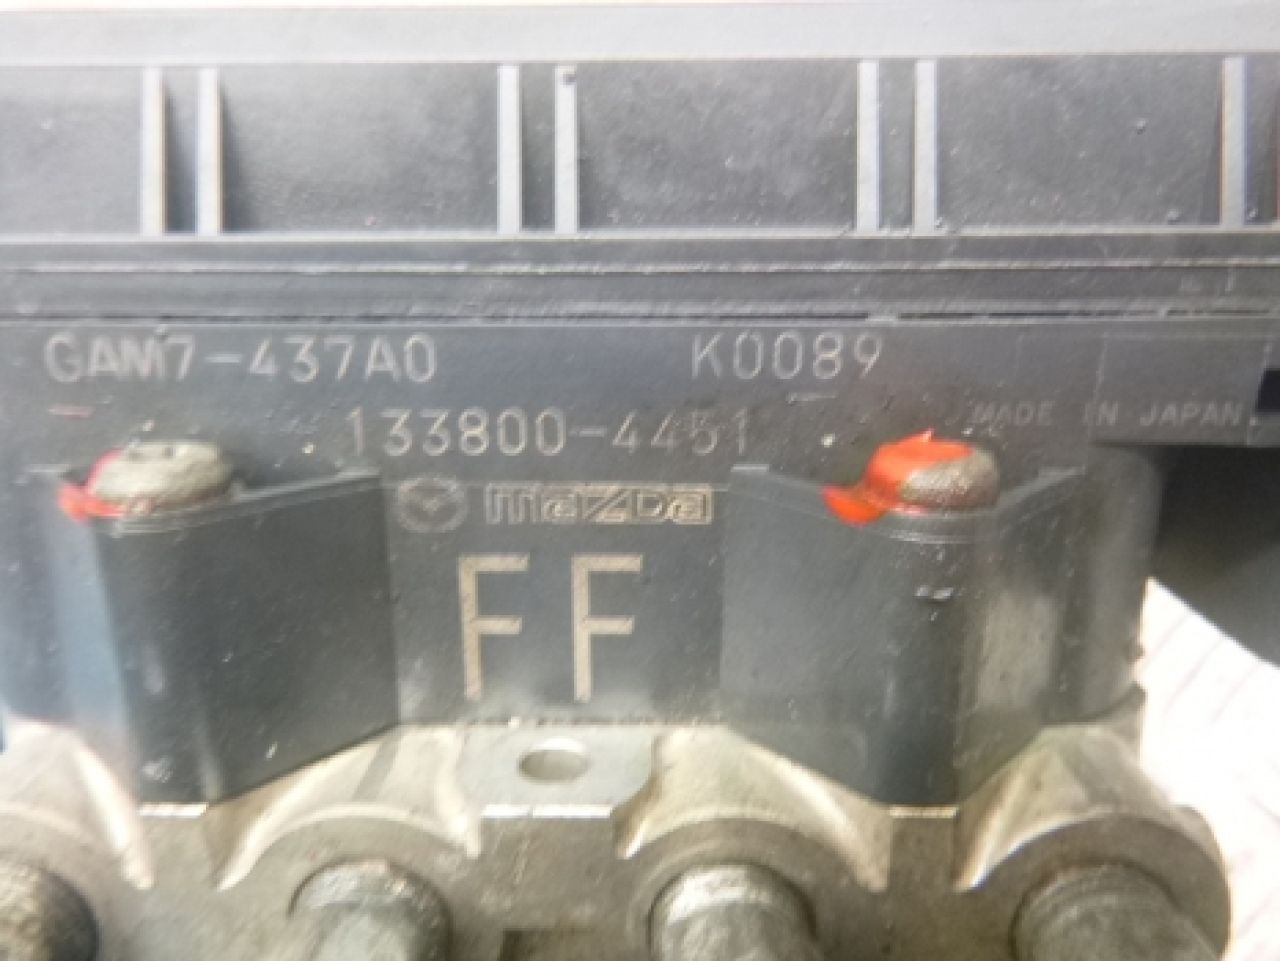 GAM7-437A0 K0089
133800-4451 MADE IN JAPAN
mazda
FF